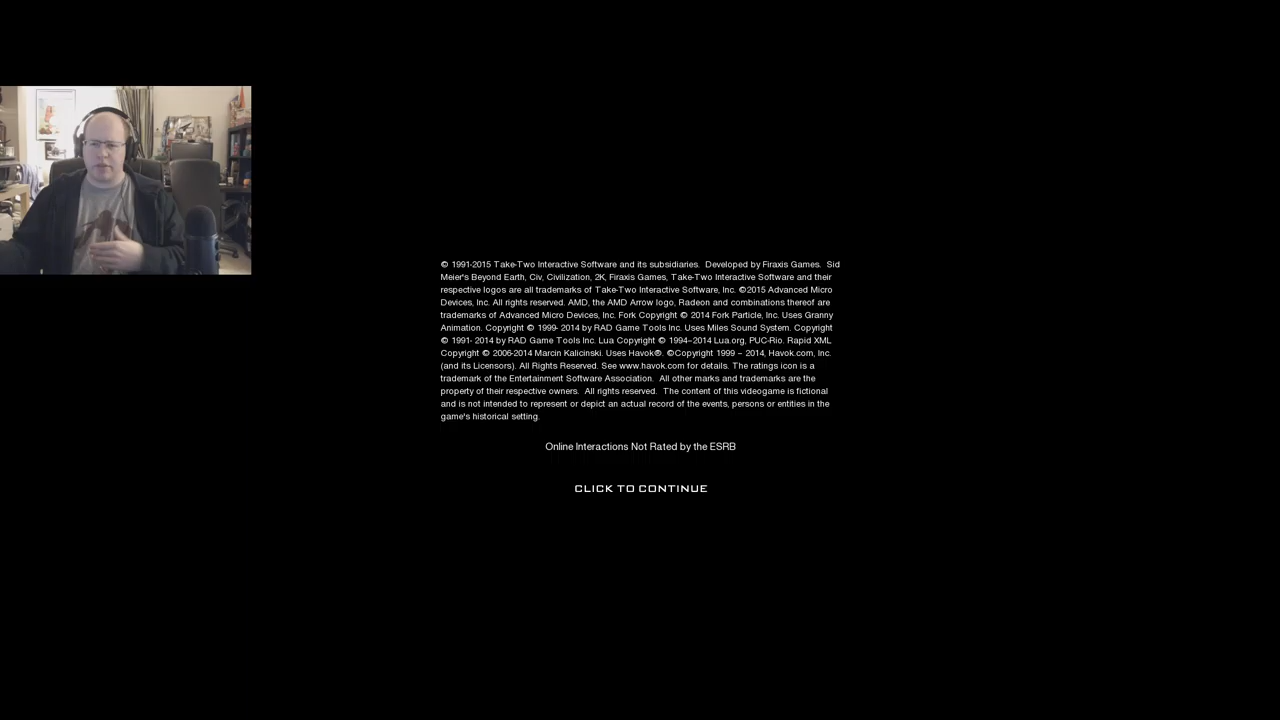 © 1991-2015 Take-Two Interactive Software and its subsidiaries.  Developed by Firaxis Games.  Sid
Meier's Beyond Earth, Civ, Civilization, 2K, Firaxis Games, Take-Two Interactive Software and their
respective logos are all trademarks of Take-Two Interactive Software, Inc. ©2015 Advanced Micro
Devices, Inc. All rights reserved. AMD, the AMD Arrow logo, Radeon and combinations thereof are
trademarks of Advanced Micro Devices, Inc. Fork Copyright © 2014 Fork Particle, Inc. Uses Granny
Animation. Copyright © 1999- 2014 by RAD Game Tools Inc. Uses Miles Sound System. Copyright
© 1991- 2014 by RAD Game Tools Inc. Lua Copyright © 1994–2014 Lua.org, PUC-Rio. Rapid XML
Copyright © 2006-2014 Marcin Kalicinski. Uses Havok®. ©Copyright 1999 – 2014, Havok.com, Inc.
(and its Licensors). All Rights Reserved. See www.havok.com for details. The ratings icon is a
trademark of the Entertainment Software Association.  All other marks and trademarks are the
property of their respective owners.  All rights reserved.  The content of this videogame is fictional
and is not intended to represent or depict an actual record of the events, persons or entities in the
game's historical setting.
Online Interactions Not Rated by the ESRB
CLICK TO CONTINUE